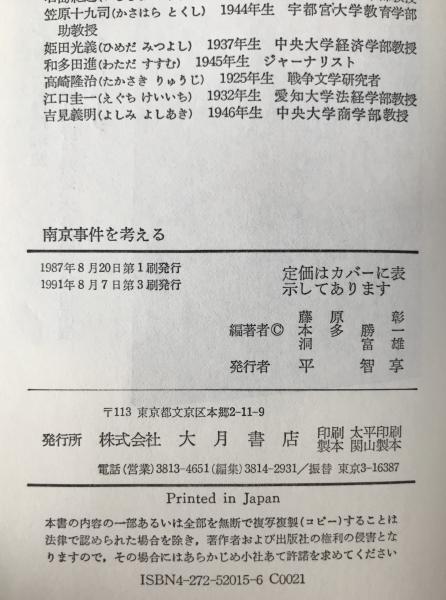 笠原十九司(かさはら とくし) 1944年生 宇都宮大学教育学部
助教授
姫田光義(ひめだ みつよし) 1937年生 中央大学経済学部教授
和多田進(わただ すすむ) 1945年生 ジャーナリスト
高崎隆治(たかさき りゅうじ) 1925年生 戦争文学研究者
江口圭一(えぐち けいいち) 1932年生 愛知大学法経学部教授
吉見義明(よしみ よしあき) 1946年生 中央大学商学部教授
南京事件を考える
1987年8月20日第1刷発行
1991年8月7日第3刷発行
定価はカバーに表
示してあります
編著者©
藤原彰
本多勝一
洞富雄
発行者 平智享
〒113 東京都文京区本郷2-11-9
発行所 株式会社 大月書店 印刷 太平印刷
製本 関山製本
電話(営業)3813-4651(編集)3814-2931/振替 東京3-16387
Printed in Japan
本書の内容の一部あるいは全部を無断で複写複製(コピー)することは
法律で認められた場合を除き,著作者および出版社の権利の侵害とな
りますので,その場合にはあらかじめ小社あて許諾を求めてください
ISBN4-272-52015-6 C0021